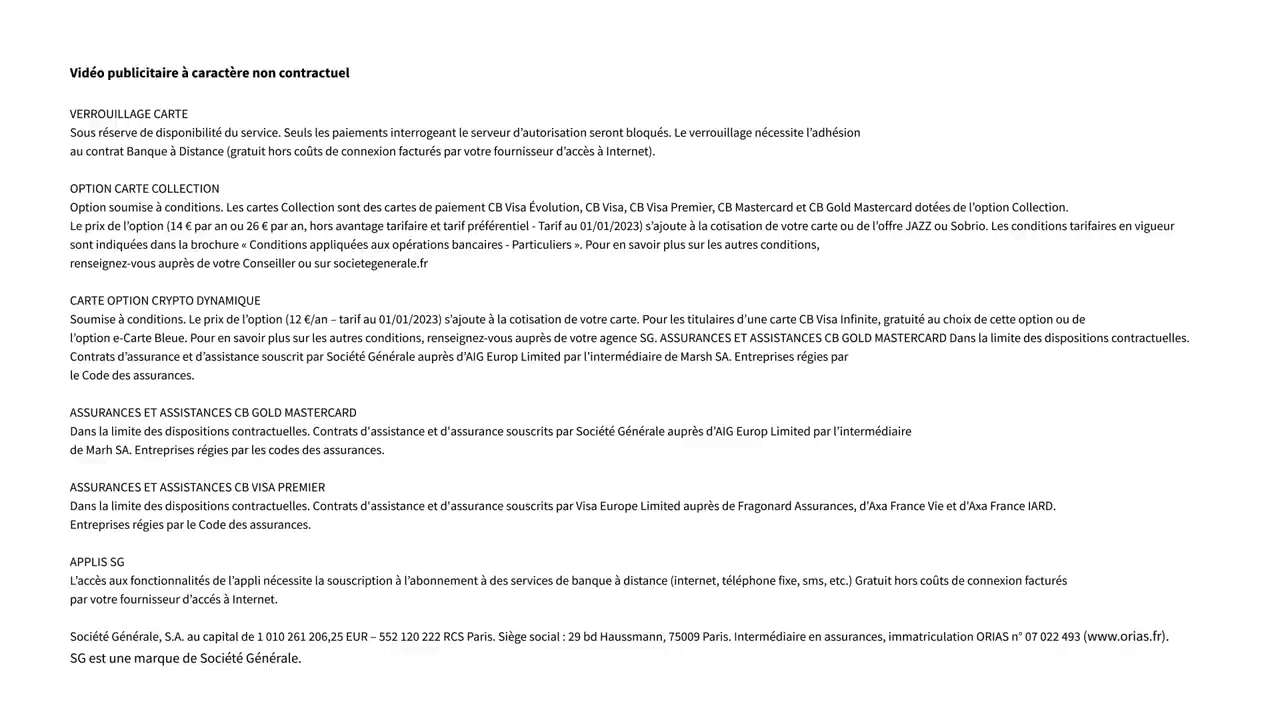 Vidéo publicitaire à caractère non contractuel
VERROUILLAGE CARTE
Sous réserve de disponibilité du service. Seuls les paiements interrogeant le serveur d’autorisation seront bloqués. Le verrouillage nécessite l’adhésion
au contrat Banque à Distance (gratuit hors coûts de connexion facturés par votre fournisseur d’accès à Internet).
OPTION CARTE COLLECTION
Option soumise à conditions. Les cartes Collection sont des cartes de paiement CB Visa Évolution, CB Visa, CB Visa Premier, CB Mastercard et CB Gold Mastercard dotées de l’option Collection.
Le prix de l’option (14 € par an ou 26 € par an, hors avantage tarifaire et tarif préférentiel - Tarif au 01/01/2023) s’ajoute à la cotisation de votre carte ou de l’offre JAZZ ou Sobrio. Les conditions tarifaires en vigueur
sont indiquées dans la brochure « Conditions appliquées aux opérations bancaires - Particuliers ». Pour en savoir plus sur les autres conditions,
renseignez-vous auprès de votre Conseiller ou sur societegenerale.fr
CARTE OPTION CRYPTO DYNAMIQUE
Soumise à conditions. Le prix de l’option (12 €/an – tarif au 01/01/2023) s’ajoute à la cotisation de votre carte. Pour les titulaires d’une carte CB Visa Infinite, gratuité au choix de cette option ou de
l’option e-Carte Bleue. Pour en savoir plus sur les autres conditions, renseignez-vous auprès de votre agence SG. ASSURANCES ET ASSISTANCES CB GOLD MASTERCARD Dans la limite des dispositions contractuelles.
Contrats d’assurance et d’assistance souscrit par Société Générale auprès d’AIG Europ Limited par l’intermédiaire de Marsh SA. Entreprises régies par
le Code des assurances.
ASSURANCES ET ASSISTANCES CB GOLD MASTERCARD
Dans la limite des dispositions contractuelles. Contrats d'assistance et d'assurance souscrits par Société Générale auprès d’AIG Europ Limited par l’intermédiaire
de Marh SA. Entreprises régies par les codes des assurances.
ASSURANCES ET ASSISTANCES CB VISA PREMIER
Dans la limite des dispositions contractuelles. Contrats d'assistance et d'assurance souscrits par Visa Europe Limited auprès de Fragonard Assurances, d'Axa France Vie et d'Axa France IARD.
Entreprises régies par le Code des assurances.
APPLIS SG
L’accès aux fonctionnalités de l’appli nécessite la souscription à l’abonnement à des services de banque à distance (internet, téléphone fixe, sms, etc.) Gratuit hors coûts de connexion facturés
par votre fournisseur d’accés à Internet.
Société Générale, S.A. au capital de 1 010 261 206,25 EUR – 552 120 222 RCS Paris. Siège social : 29 bd Haussmann, 75009 Paris. Intermédiaire en assurances, immatriculation ORIAS n° 07 022 493 (www.orias.fr).
SG est une marque de Société Générale.